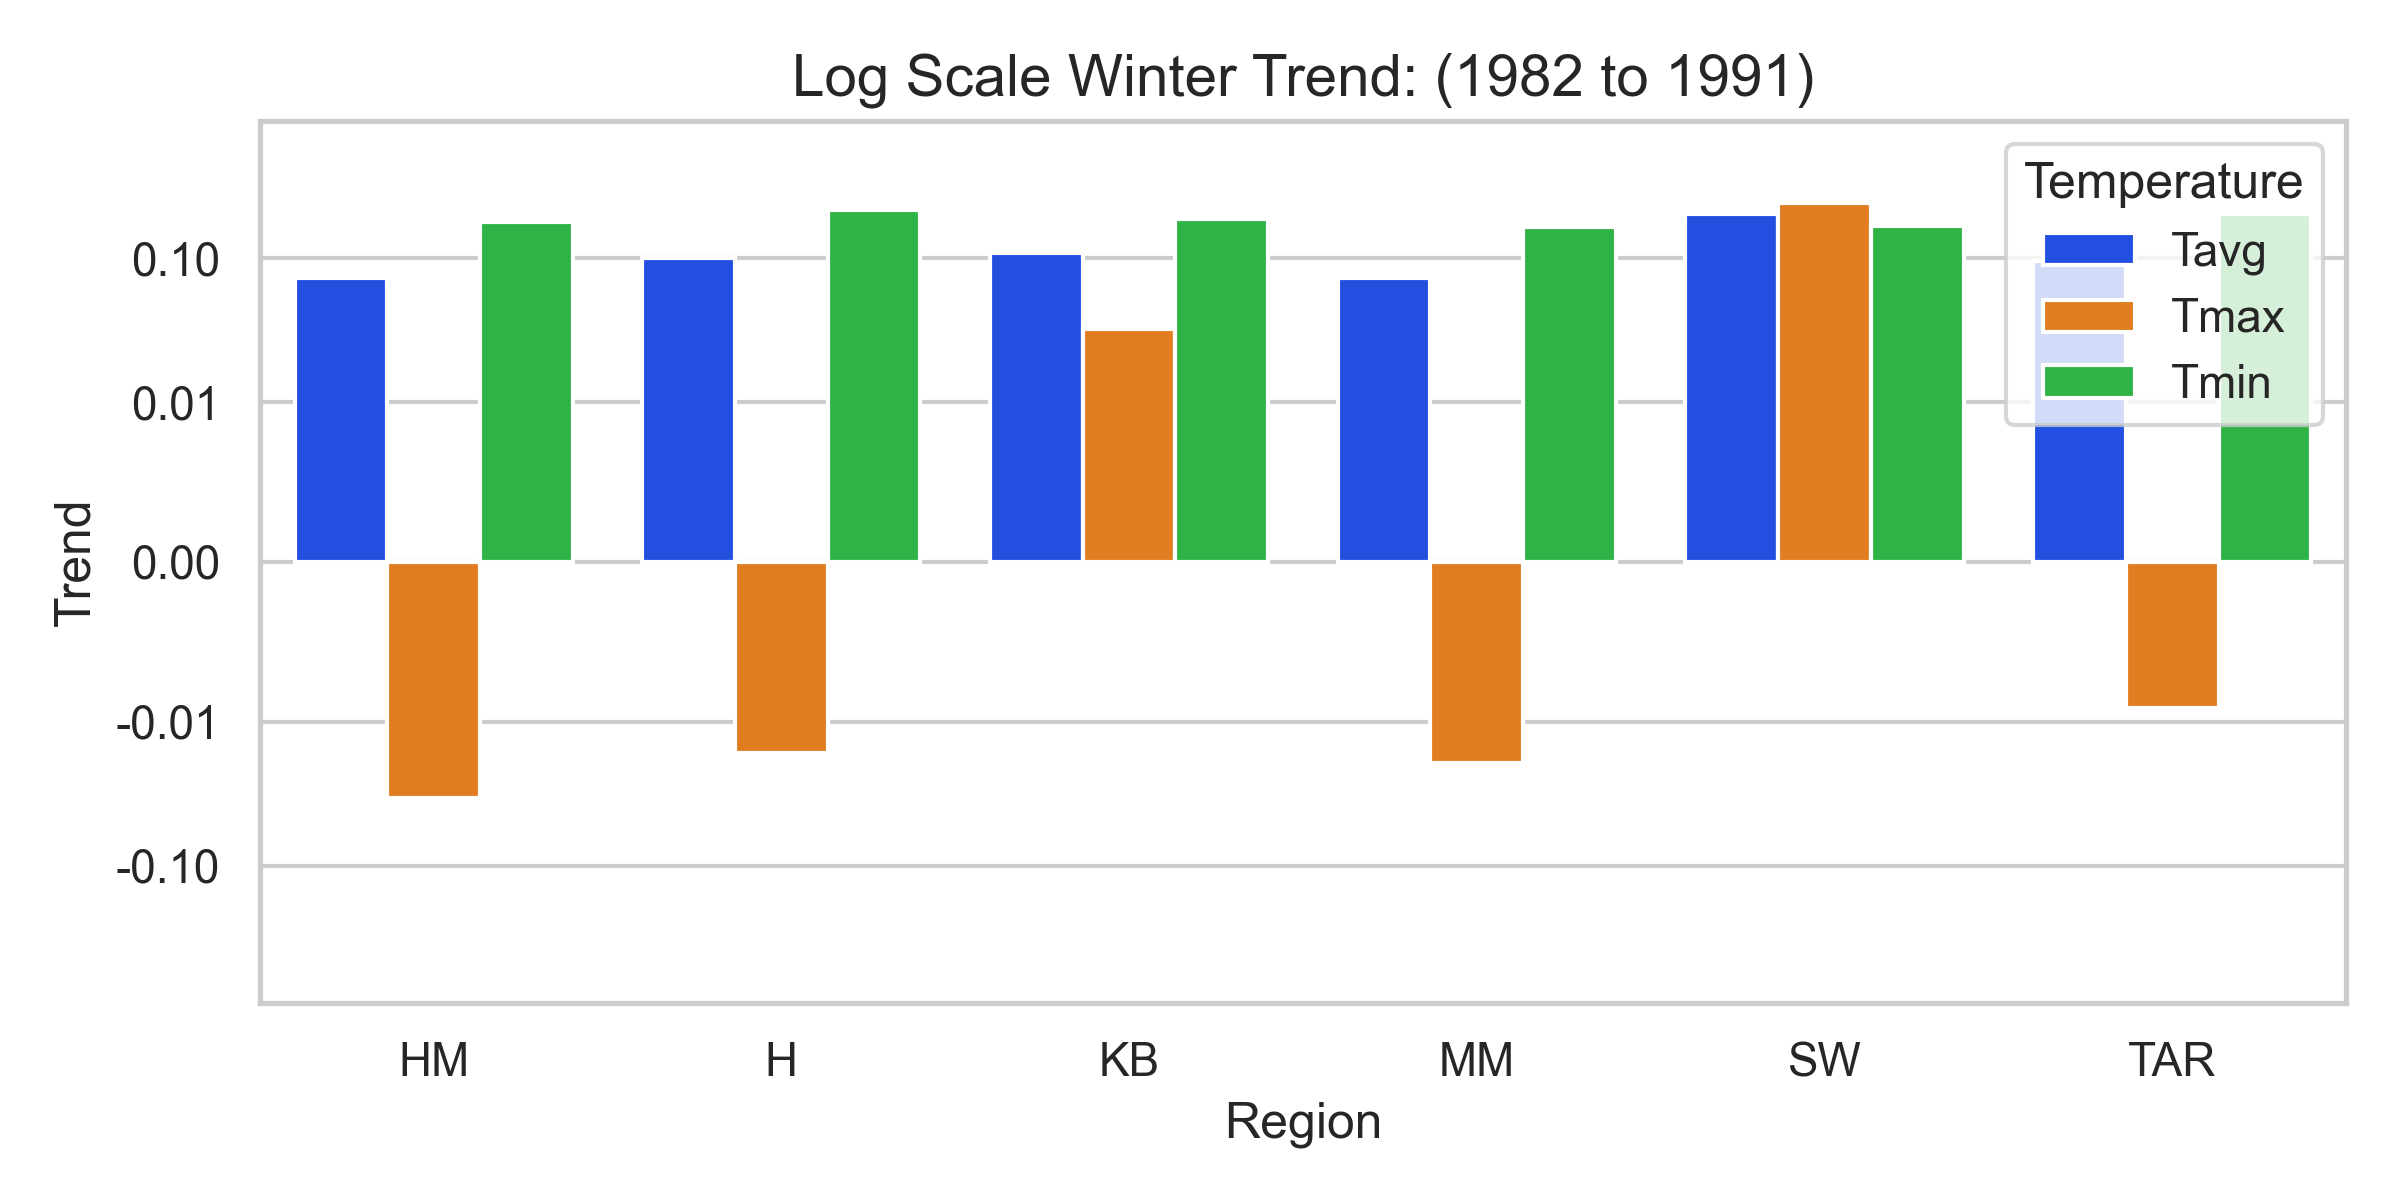 Log Scale Winter Trend: (1982 to 1991)
Temperature
Tavg
Tmax
Tmin
Trend
0.10
0.01
0.00
-0.01
-0.10
HM H KB MM SW TAR
Region